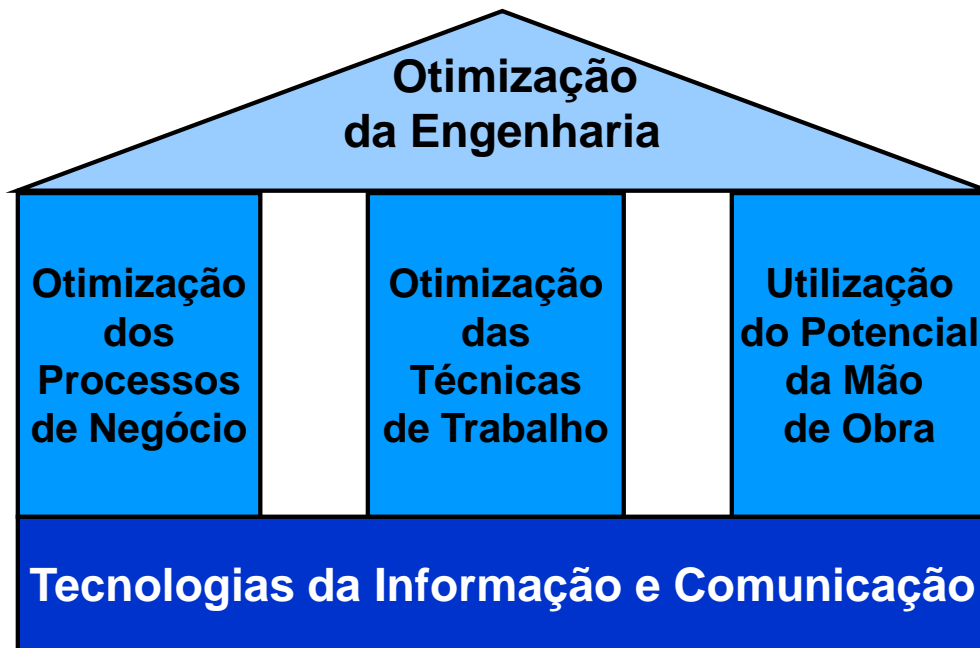 Otimização
da Engenharia
Otimização
dos
Processos
de Negócio
Otimização
das
Técnicas
de Trabalho
Utilização
do Potencial
da Mão
de Obra
Tecnologias da Informação e Comunicação